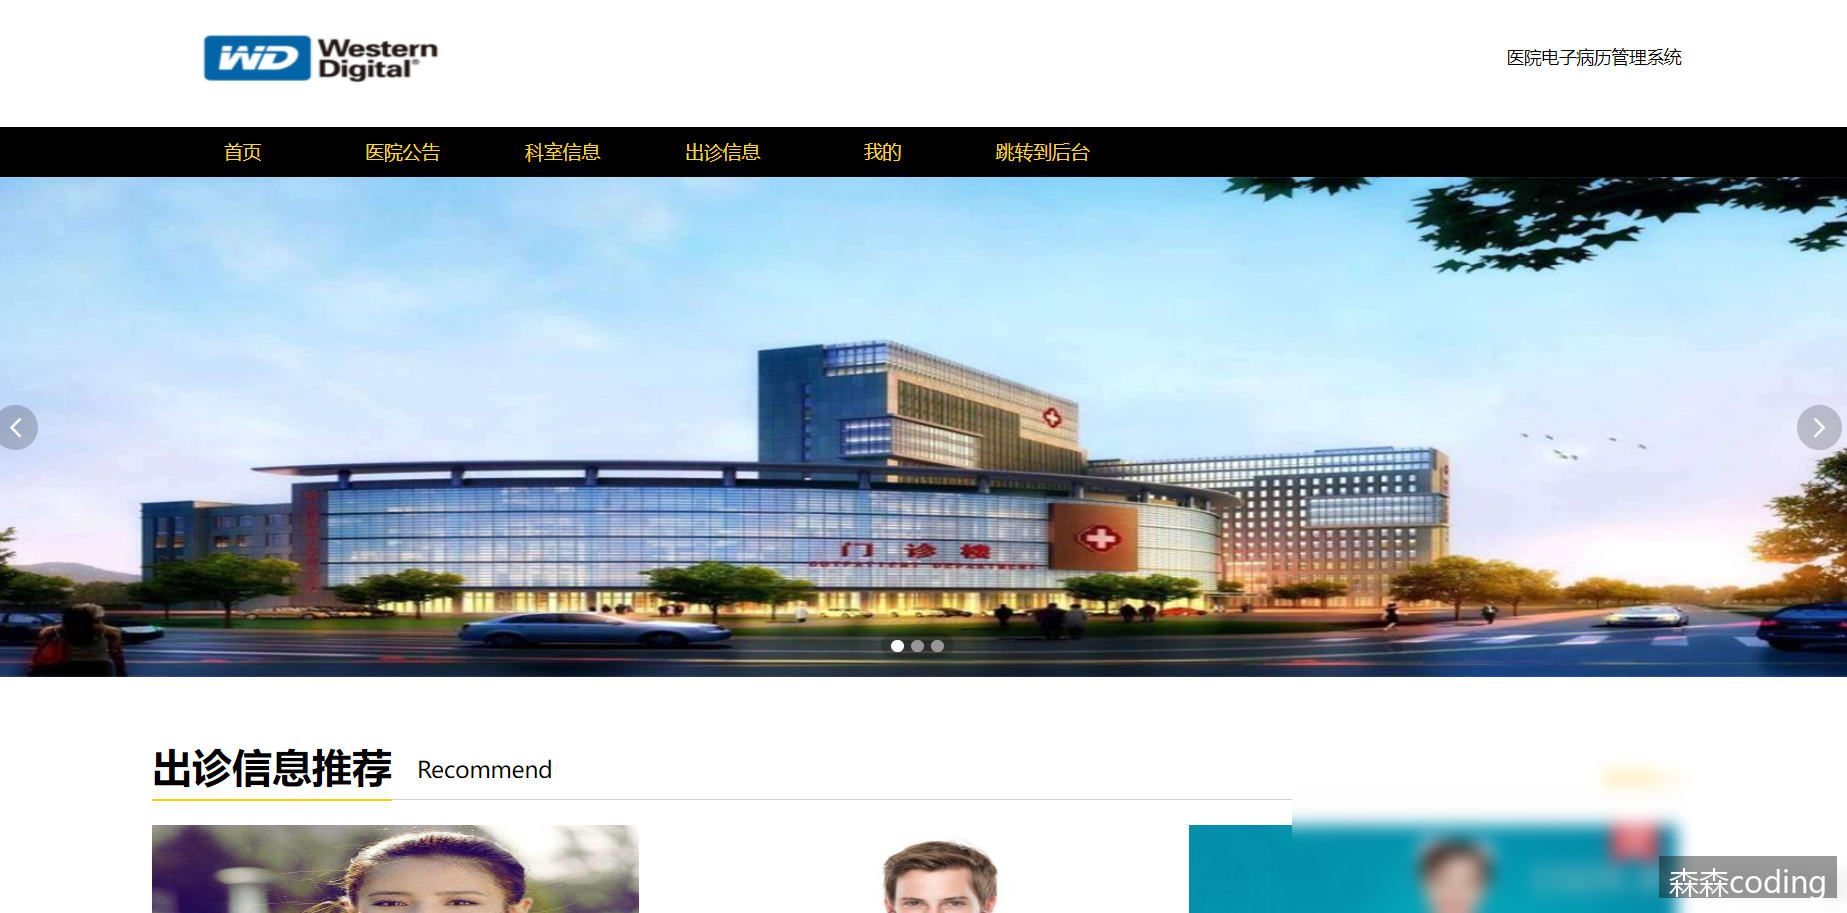 WD Western Digital®
医院电子病历管理系统
首页 医院公告 科室信息 出诊信息 我的 跳转到后台
门诊楼
OUTPATIENT DEPARTMENT
出诊信息推荐 Recommend
森森coding